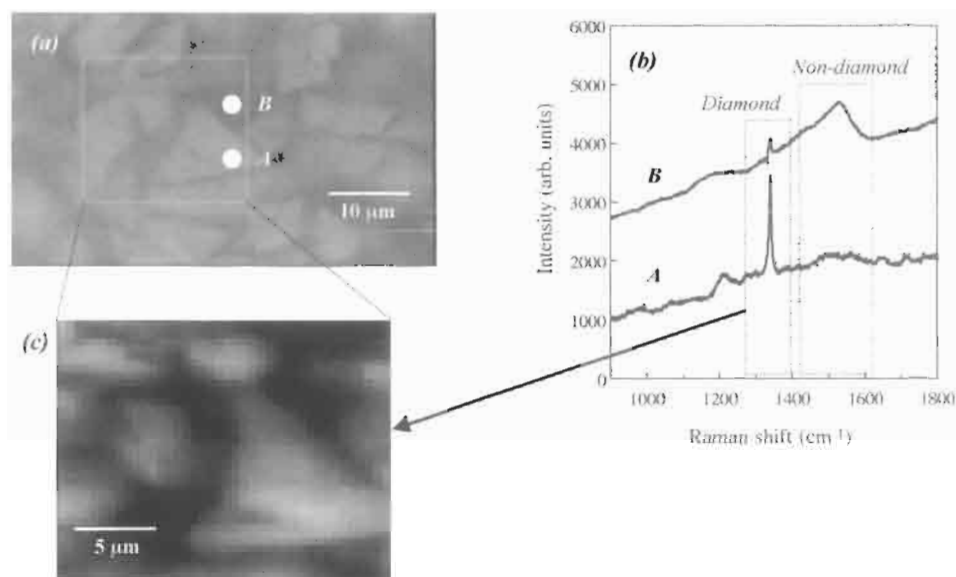 (a)
B
A
10 μm
(b)
6000
5000
4000
3000
2000
1000
0
Intensity (arb. units)
Diamond
Non-diamond
B
A
1000
1200
1400
1600
1800
Raman shift (cm⁻¹)
(c)
5 μm